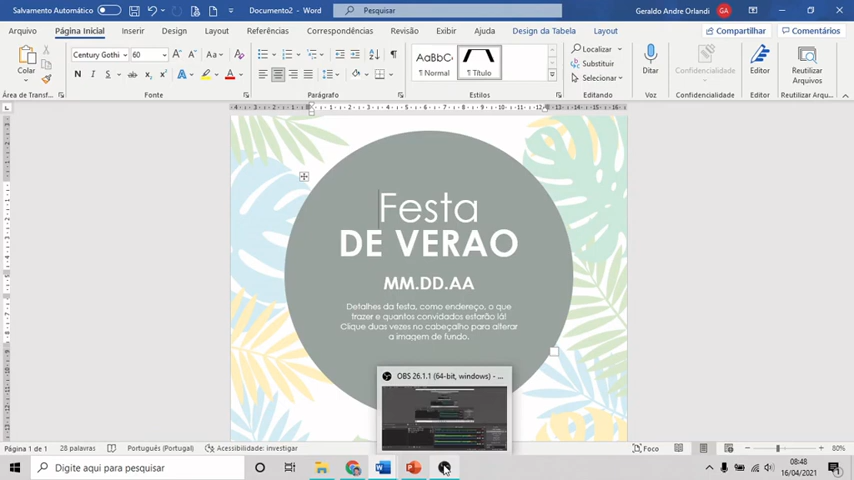 Salvamento Automático
Documento2 - Word
Pesquisar
Geraldo Andre Orlandi
GA
Arquivo Página Inicial Inserir Design Layout Referências Correspondências Revisão Exibir Ajuda Design da Tabela Layout
Compartilhar Comentários
Century Gothi 60
Colar
AaBbC
¶ Normal ¶ Título
Localizar
Substituir
Selecionar
Ditar Confidencialidade Editor Reutilizar Arquivos
Área de Transf... Fonte Parágrafo Estilos Editando Voz Confidencialidade Editor Reutilizar Arqu...
Festa
DE VERAO
MM.DD.AA
Detalhes da festa, como endereço, o que
trazer e quantos convidados estarão lá!
Clique duas vezes no cabeçalho para alterar
a imagem de fundo.
OBS 26.1.1 (64-bit, windows) - ...
Página 1 de 1 28 palavras Português (Portugal) Acessibilidade: investigar Foco 80%
Digite aqui para pesquisar
08:48
16/04/2021